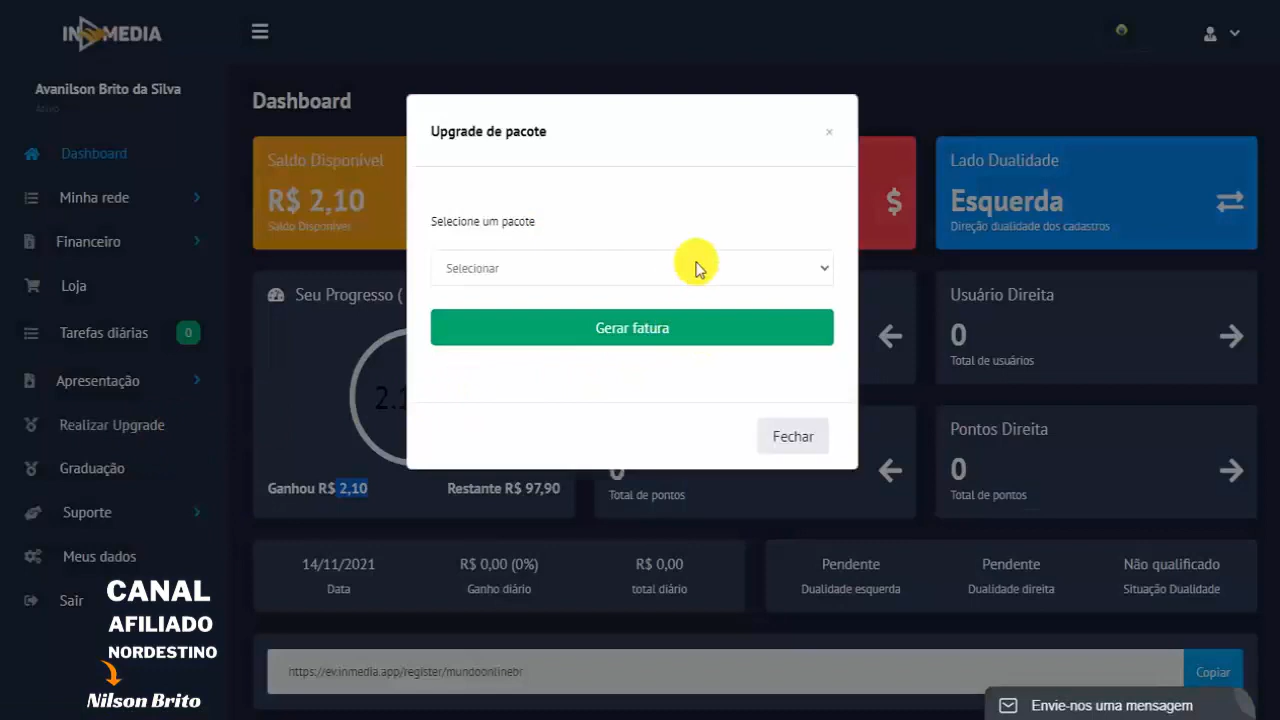 INMEDIA
Avanilson Brito da Silva
Ativo
Dashboard
Minha rede
Financeiro
Loja
Tarefas diárias 0
Apresentação
Realizar Upgrade
Graduação
Suporte
Meus dados
Sair
CANAL
AFILIADO
NORDESTINO
Nilson Brito
Dashboard
Saldo Disponível
R$ 2,10
Saldo Disponível
$
Lado Dualidade
Esquerda
Direção dualidade dos cadastros
Upgrade de pacote
×
Selecione um pacote
Selecionar
Gerar fatura
Fechar
Seu Progresso (
2.1
Ganhou R$ 2,10
Restante R$ 97,90
Usuário Direita
0
Total de usuários
0
Total de pontos
Pontos Direita
0
Total de pontos
14/11/2021
Data
R$ 0,00 (0%)
Ganho diário
R$ 0,00
total diário
Pendente
Dualidade esquerda
Pendente
Dualidade direita
Não qualificado
Situação Dualidade
https://ev.inmedia.app/register/mundoonlinebr
Copiar
Envie-nos uma mensagem